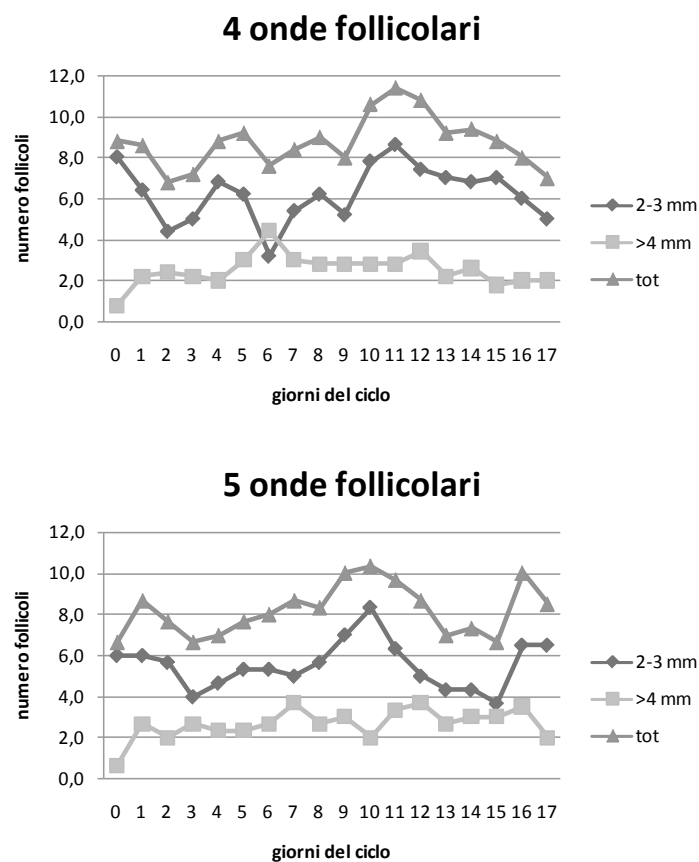 4 onde follicolari
12,0
10,0
8,0
6,0
4,0
2,0
0,0
numero follicoli
0 1 2 3 4 5 6 7 8 9 10 11 12 13 14 15 16 17
giorni del ciclo
2-3 mm
>4 mm
tot
5 onde follicolari
12,0
10,0
8,0
6,0
4,0
2,0
0,0
numero follicoli
0 1 2 3 4 5 6 7 8 9 10 11 12 13 14 15 16 17
giorni del ciclo
2-3 mm
>4 mm
tot